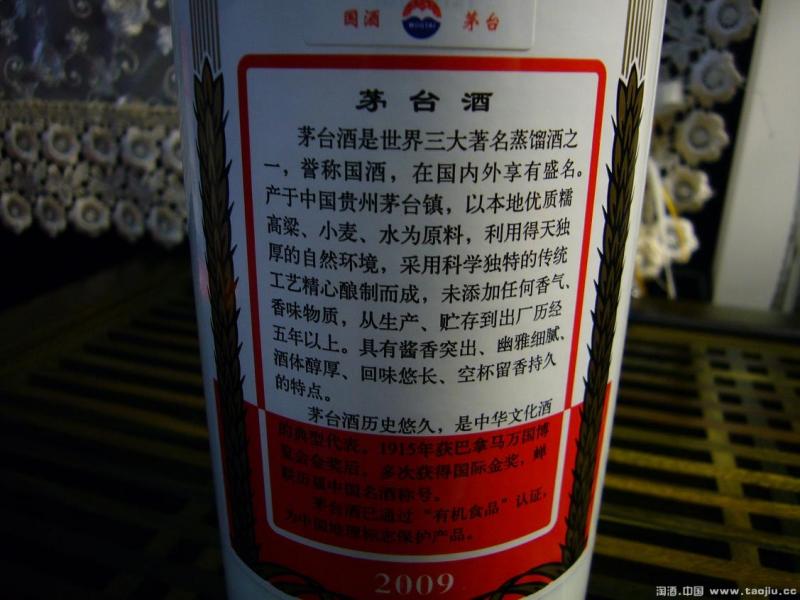 国酒 MOUTAI 茅台
茅台酒
茅台酒是世界三大著名蒸馏酒之
一，誉称国酒，在国内外享有盛名。
产于中国贵州茅台镇，以本地优质糯
高粱、小麦、水为原料，利用得天独
厚的自然环境，采用科学独特的传统
工艺精心酿制而成，未添加任何香气、
香味物质，从生产、贮存到出厂历经
五年以上。具有酱香突出、幽雅细腻、
酒体醇厚、回味悠长、空杯留香持久
的特点。
茅台酒历史悠久，是中华文化酒
的典型代表，1915年获巴拿马万国博
览会金奖后，多次获得国际金奖，蝉
联历届中国名酒称号。
茅台酒已通过“有机食品”认证，
为中国地理标志保护产品。
2009
淘酒.中国 www.taojiu.cc